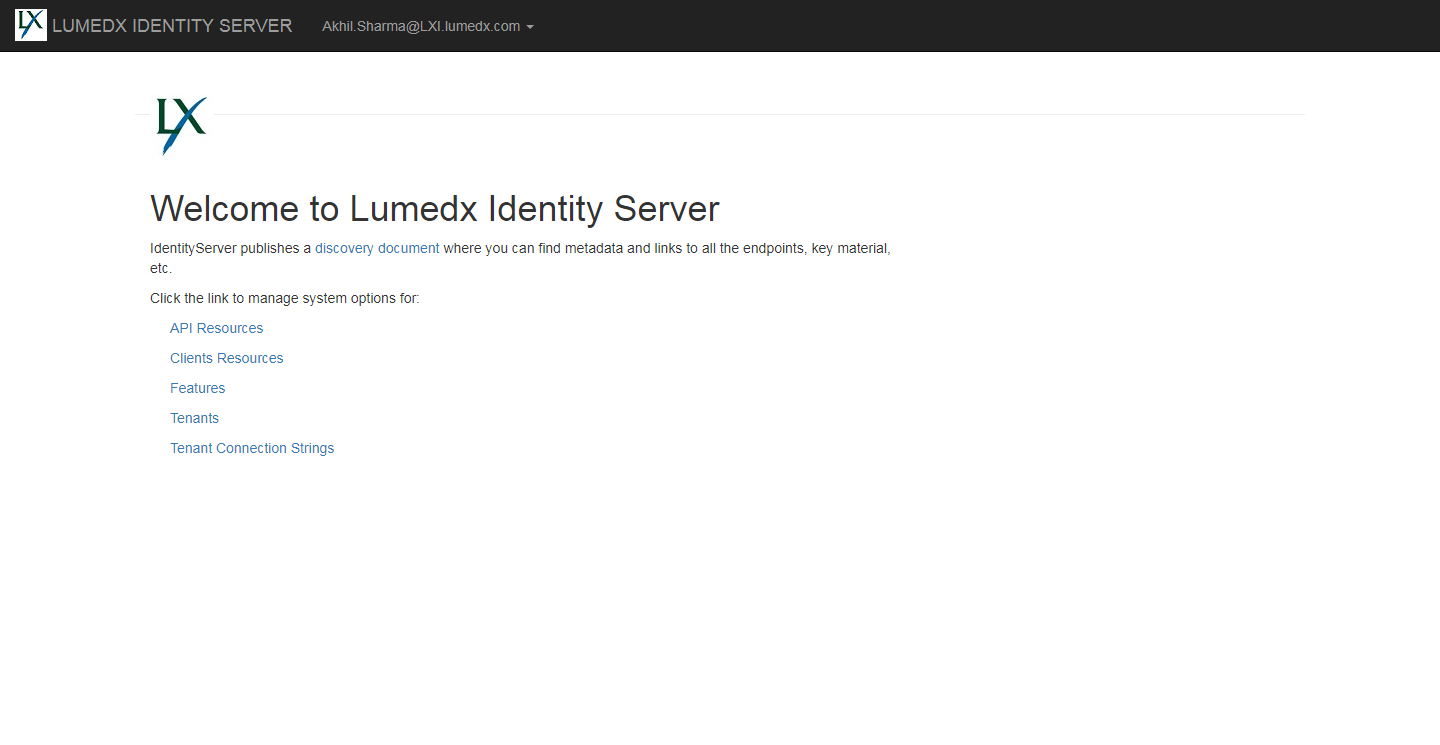 LX LUMEDX IDENTITY SERVER Akhil.Sharma@LXI.lumedx.com
LX
Welcome to Lumedx Identity Server
IdentityServer publishes a discovery document where you can find metadata and links to all the endpoints, key material,
etc.
Click the link to manage system options for:
API Resources
Clients Resources
Features
Tenants
Tenant Connection Strings